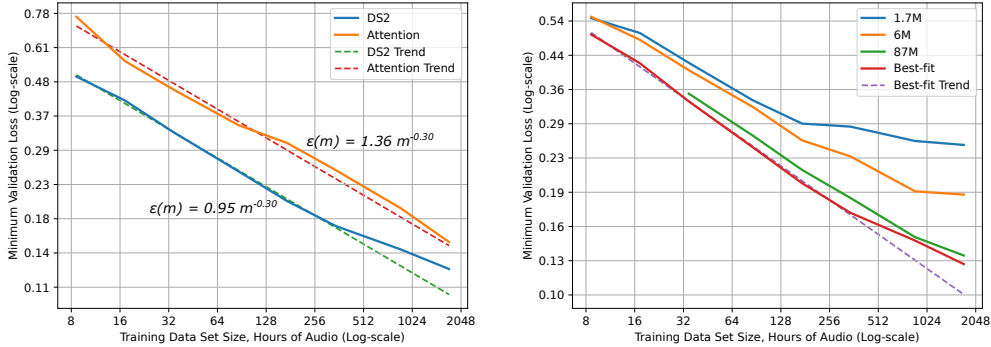 0.78
0.61
0.48
0.37
0.29
0.23
0.18
0.14
0.11
Minimum Validation Loss (Log-scale)
DS2
Attention
DS2 Trend
Attention Trend
ε(m) = 1.36 m^-0.30
ε(m) = 0.95 m^-0.30
8 16 32 64 128 256 512 1024 2048
Training Data Set Size, Hours of Audio (Log-scale)
0.54
0.44
0.36
0.29
0.23
0.19
0.16
0.13
0.10
Minimum Validation Loss (Log-scale)
1.7M
6M
87M
Best-fit
Best-fit Trend
8 16 32 64 128 256 512 1024 2048
Training Data Set Size, Hours of Audio (Log-scale)